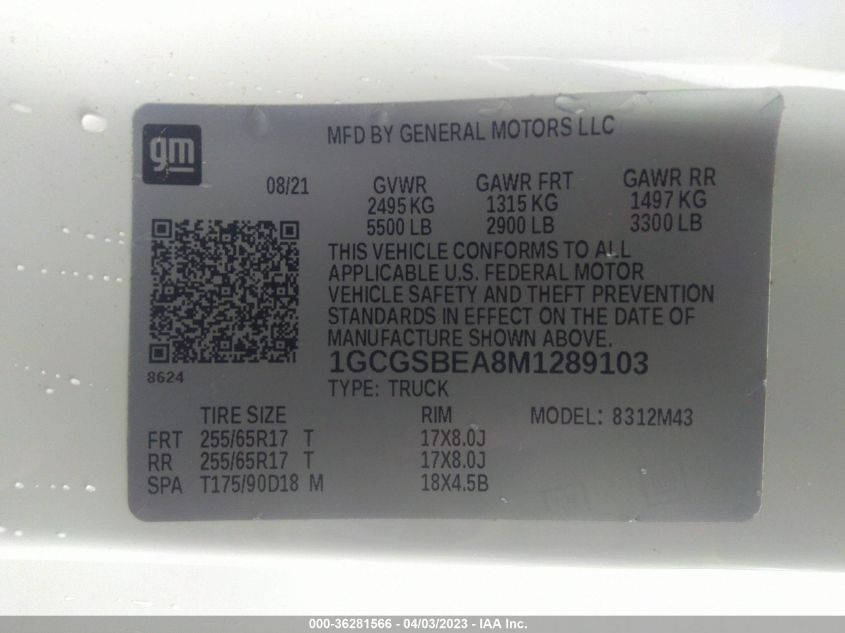 gm
MFD BY GENERAL MOTORS LLC
08/21 GVWR GAWR FRT GAWR RR
2495 KG 1315 KG 1497 KG
5500 LB 2900 LB 3300 LB
THIS VEHICLE CONFORMS TO ALL
APPLICABLE U.S. FEDERAL MOTOR
VEHICLE SAFETY AND THEFT PREVENTION
STANDARDS IN EFFECT ON THE DATE OF
MANUFACTURE SHOWN ABOVE.
8624
1GCGSBEA8M1289103
TYPE: TRUCK
TIRE SIZE RIM MODEL: 8312M43
FRT 255/65R17 T 17X8.0J
RR 255/65R17 T 17X8.0J
SPA T175/90D18 M 18X4.5B
000-36281566 - 04/03/2023 - IAA Inc.